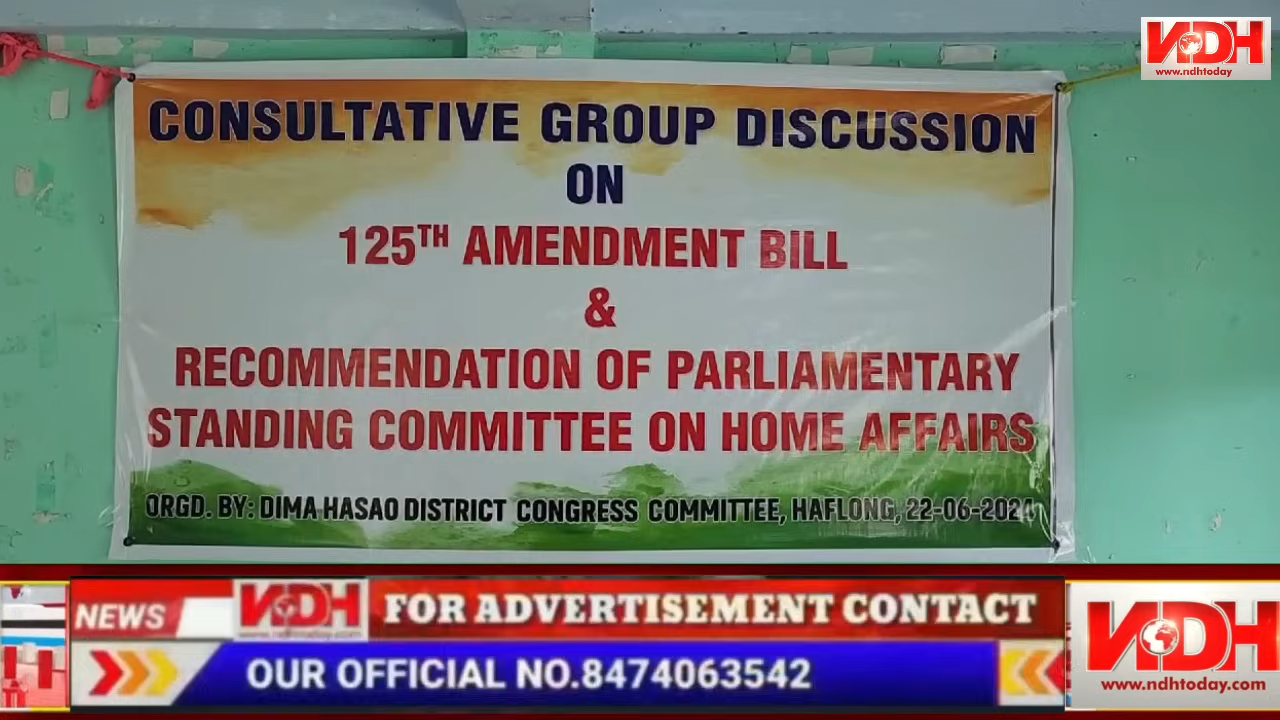 NDH
www.ndhtoday
CONSULTATIVE GROUP DISCUSSION
ON
125TH AMENDMENT BILL
&
RECOMMENDATION OF PARLIAMENTARY
STANDING COMMITTEE ON HOME AFFAIRS
ORGD. BY: DIMA HASAO DISTRICT CONGRESS COMMITTEE, HAFLONG, 22-06-2024
NEWS NDH FOR ADVERTISEMENT CONTACT
www.ndhtoday.com
OUR OFFICIAL NO.8474063542
NDH
www.ndhtoday.com